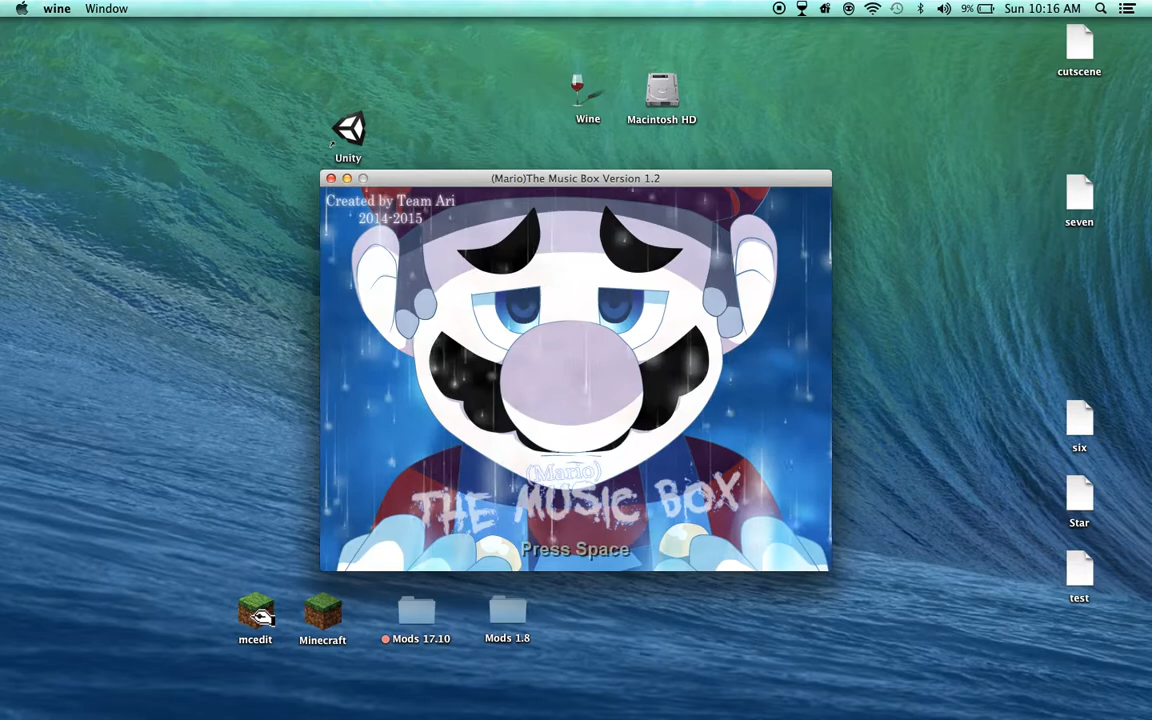 wine Window
9% Sun 10:16 AM
cutscene
Wine
Macintosh HD
Unity
(Mario)The Music Box Version 1.2
Created by Team Ari
2014-2015
seven
(Mario)
THE MUSIC BOX
Press Space
six
Star
test
mcedit
Minecraft
Mods 17.10
Mods 1.8